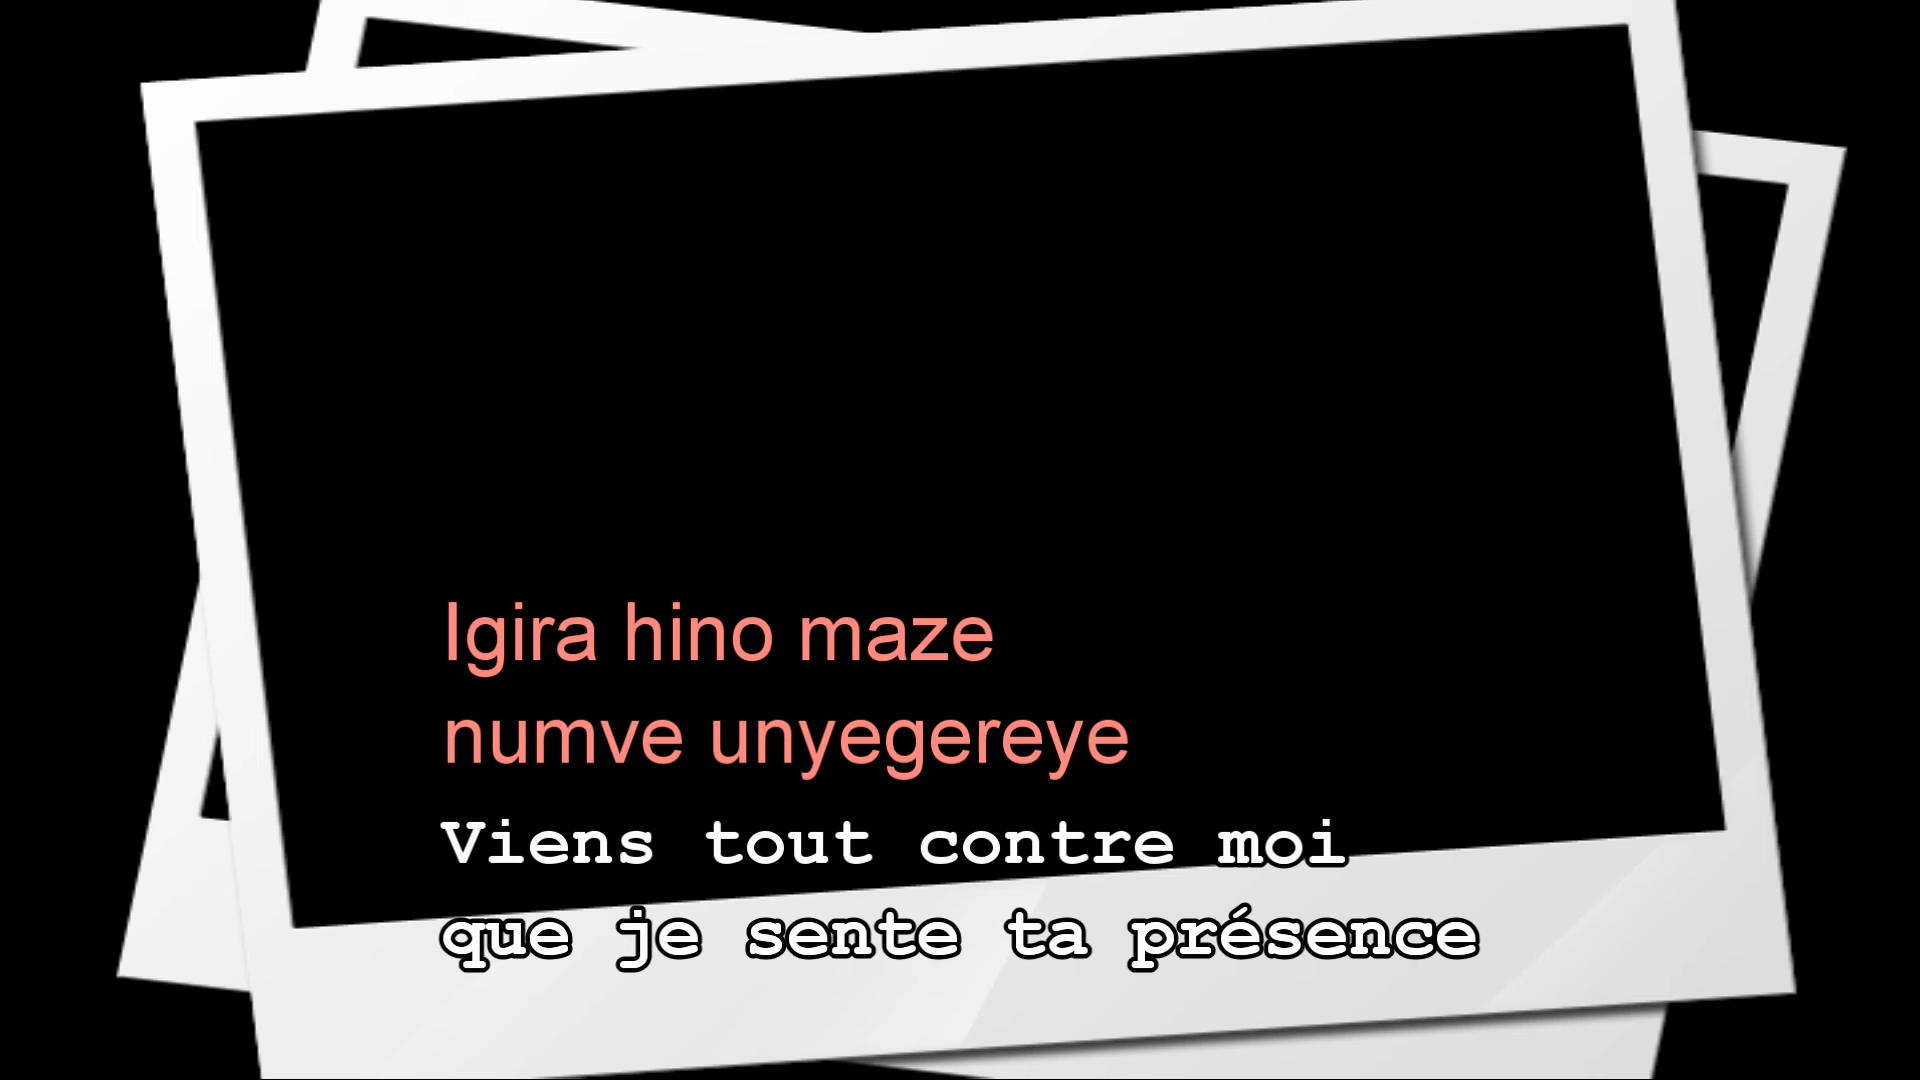 Igira hino maze
numve unyegereye
Viens tout contre moi
que je sente ta présence